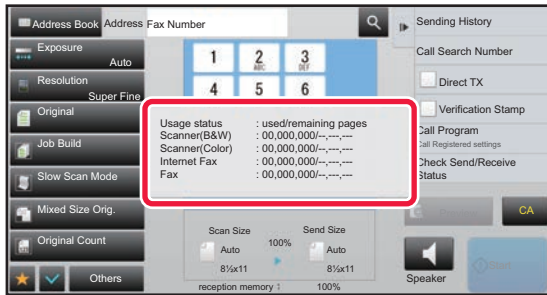 Address Book
Address
Fax Number
Sending History
Exposure
Auto
1
2
ABC
3
DEF
Call Search Number
Resolution
Super Fine
4
5
6
Direct TX
Original
Verification Stamp
Usage status : used/remaining pages
Scanner(B&W) : 00,000,000/--,---,---
Scanner(Color) : 00,000,000/--,---,---
Internet Fax : 00,000,000/--,---,---
Fax : 00,000,000/--,---,---
Call Program
Call Registered settings
Job Build
Check Send/Receive
Status
Slow Scan Mode
Mixed Size Orig.
CA
Scan Size
Send Size
Auto
100%
Auto
8½x11
8½x11
Original Count
Speaker
Start
Others
reception memory : 100%